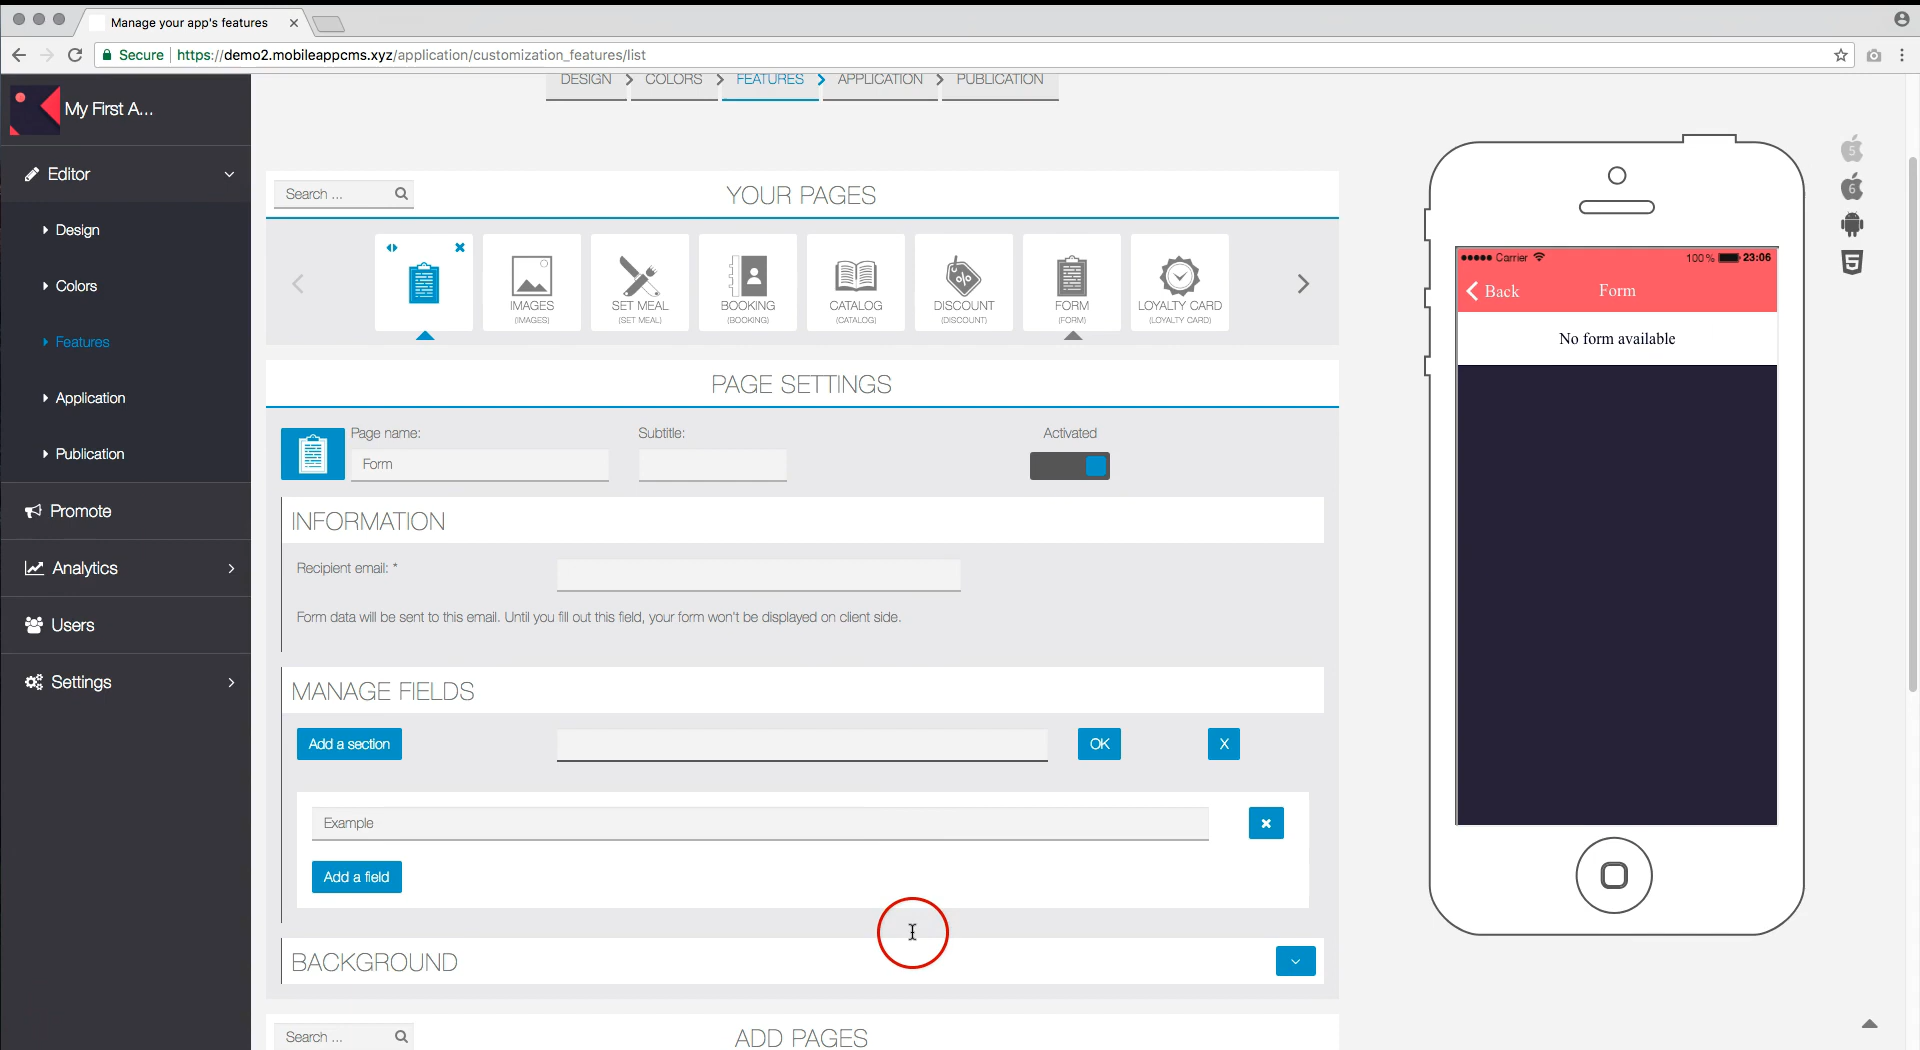 Manage your app's features
Secure https://demo2.mobileappcms.xyz/application/customization_features/list
My First A...
Editor
Design
Colors
Features
Application
Publication
Promote
Analytics
Users
Settings
DESIGN COLORS FEATURES APPLICATION PUBLICATION
Search ...
YOUR PAGES
IMAGES
(IMAGES)
SET MEAL
(SET MEAL)
BOOKING
(BOOKING)
CATALOG
(CATALOG)
DISCOUNT
(DISCOUNT)
FORM
(FORM)
LOYALTY CARD
(LOYALTY CARD)
PAGE SETTINGS
Page name:
Form
Subtitle:
Activated
INFORMATION
Recipient email: *
Form data will be sent to this email. Until you fill out this field, your form won't be displayed on client side.
MANAGE FIELDS
Add a section
OK
X
Example
Add a field
BACKGROUND
Search ...
ADD PAGES
Carrier
100% 23:06
Back
Form
No form available
5
6